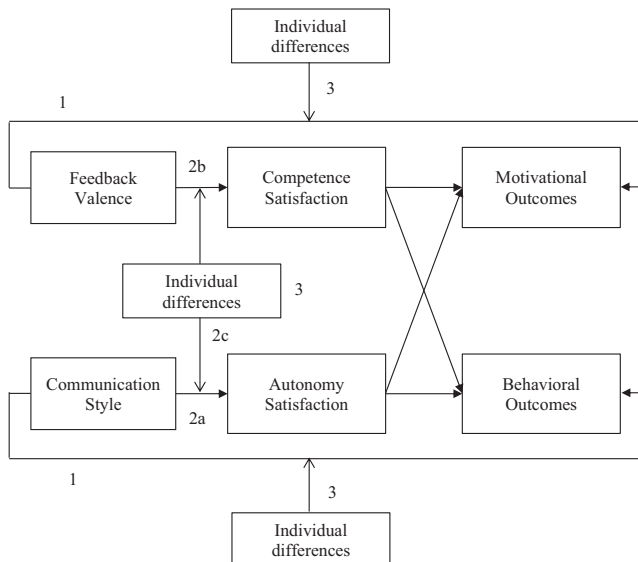 Individual
differences
3
1
2b
Feedback
Valence
Competence
Satisfaction
Motivational
Outcomes
Individual
differences
3
2c
Communication
Style
Autonomy
Satisfaction
Behavioral
Outcomes
2a
1
3
Individual
differences